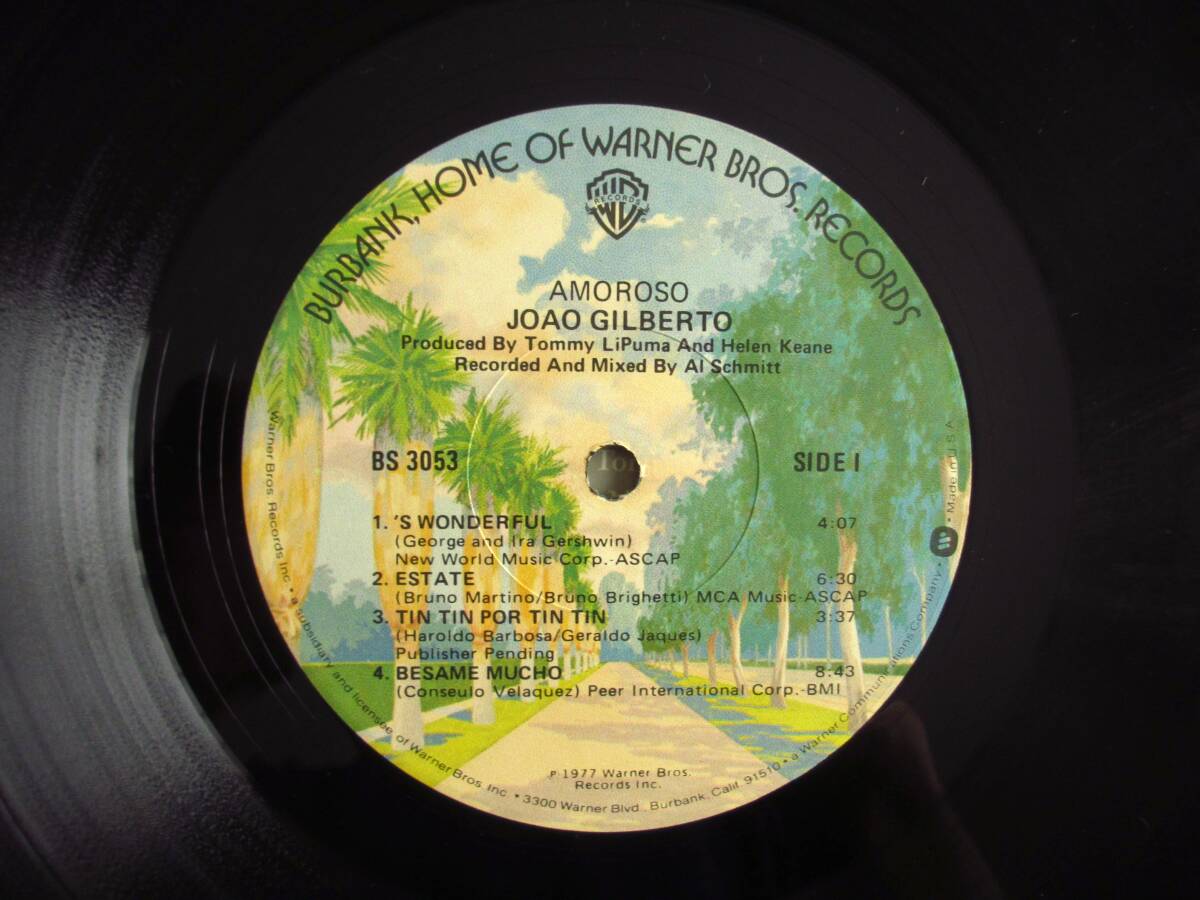 BURBANK, HOME OF WARNER BROS. RECORDS
WB
RECORDS
AMOROSO
JOAO GILBERTO
Produced By Tommy LiPuma And Helen Keane
Recorded And Mixed By Al Schmitt
BS 3053
SIDE I
1. 'S WONDERFUL 4:07
(George and Ira Gershwin)
New World Music Corp.-ASCAP
2. ESTATE 6:30
(Bruno Martino/Bruno Brighetti) MCA Music-ASCAP
3. TIN TIN POR TIN TIN 3:37
(Haroldo Barbosa/Geraldo Jaques)
Publisher Pending
4. BESAME MUCHO 8:43
(Conseulo Velaquez) Peer International Corp.-BMI
℗ 1977 Warner Bros.
Records Inc.
Warner Bros. Records Inc. • a subsidiary and licensee of Warner Bros. Inc. • 3300 Warner Blvd., Burbank, Calif. 91510 • a Warner Communications Company • Made in U.S.A.